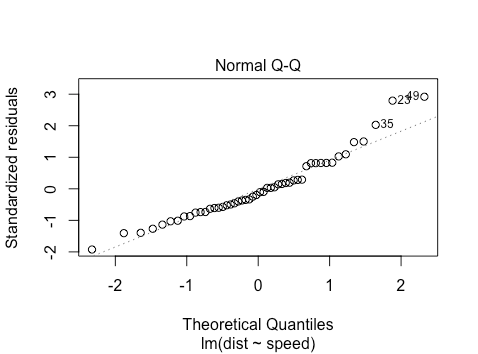 Normal Q-Q
Standardized residuals
3
2
1
0
-1
-2
23
49
35
-2 -1 0 1 2
Theoretical Quantiles
lm(dist ~ speed)